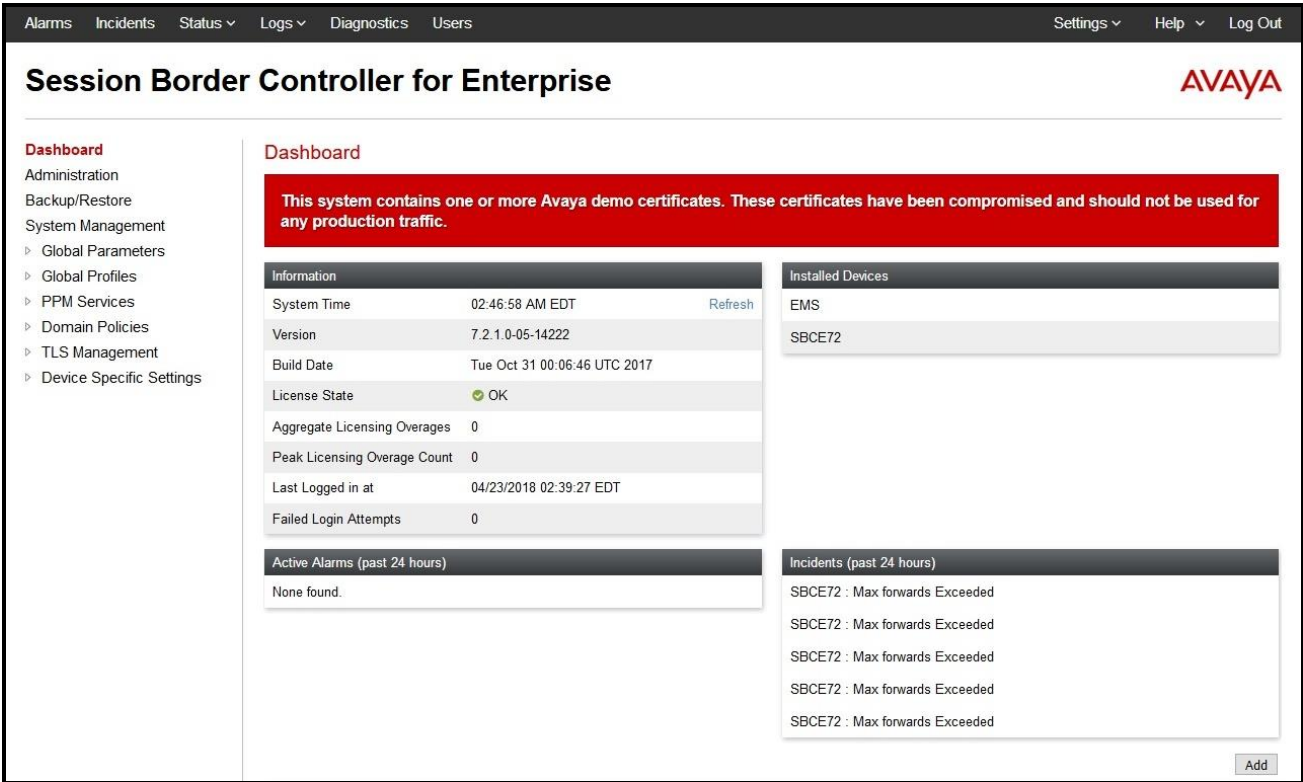 Alarms Incidents Status Logs Diagnostics Users Settings Help Log Out
Session Border Controller for Enterprise
AVAYA
Dashboard
Administration
Backup/Restore
System Management
Global Parameters
Global Profiles
PPM Services
Domain Policies
TLS Management
Device Specific Settings
Dashboard
This system contains one or more Avaya demo certificates. These certificates have been compromised and should not be used for
any production traffic.
Information
System Time 02:46:58 AM EDT Refresh
Version 7.2.1.0-05-14222
Build Date Tue Oct 31 00:06:46 UTC 2017
License State OK
Aggregate Licensing Overages 0
Peak Licensing Overage Count 0
Last Logged in at 04/23/2018 02:39:27 EDT
Failed Login Attempts 0
Installed Devices
EMS
SBCE72
Active Alarms (past 24 hours)
None found.
Incidents (past 24 hours)
SBCE72 : Max forwards Exceeded
SBCE72 : Max forwards Exceeded
SBCE72 : Max forwards Exceeded
SBCE72 : Max forwards Exceeded
SBCE72 : Max forwards Exceeded
Add